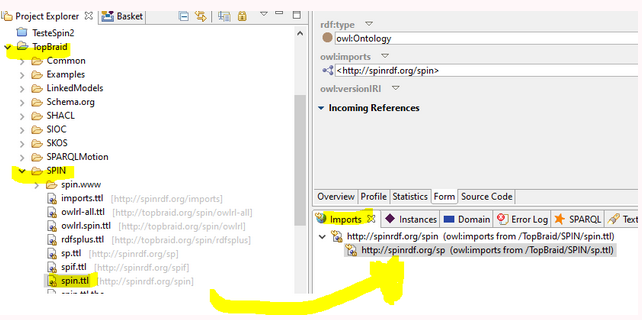 Project Explorer
Basket
TesteSpin2
TopBraid
Common
Examples
LinkedModels
Schema.org
SHACL
SIOC
SKOS
SPARQLMotion
SPIN
spin.www
imports.ttl [http://spinrdf.org/imports]
owlrl-all.ttl [http://topbraid.org/spin/owlrl-all]
owlrl.spin.ttl [http://topbraid.org/spin/owlrl]
rdfsplus.ttl [http://topbraid.org/spin/rdfsplus]
sp.ttl [http://spinrdf.org/sp]
spif.ttl [http://spinrdf.org/spif]
spin.ttl [http://spinrdf.org/spin]
rdf:type
owl:Ontology
owl:imports
<http://spinrdf.org/spin>
owl:versionIRI
Incoming References
Overview Profile Statistics Form Source Code
Imports Instances Domain Error Log SPARQL Text
http://spinrdf.org/spin (owl:imports from /TopBraid/SPIN/spin.ttl)
http://spinrdf.org/sp (owl:imports from /TopBraid/SPIN/sp.ttl)